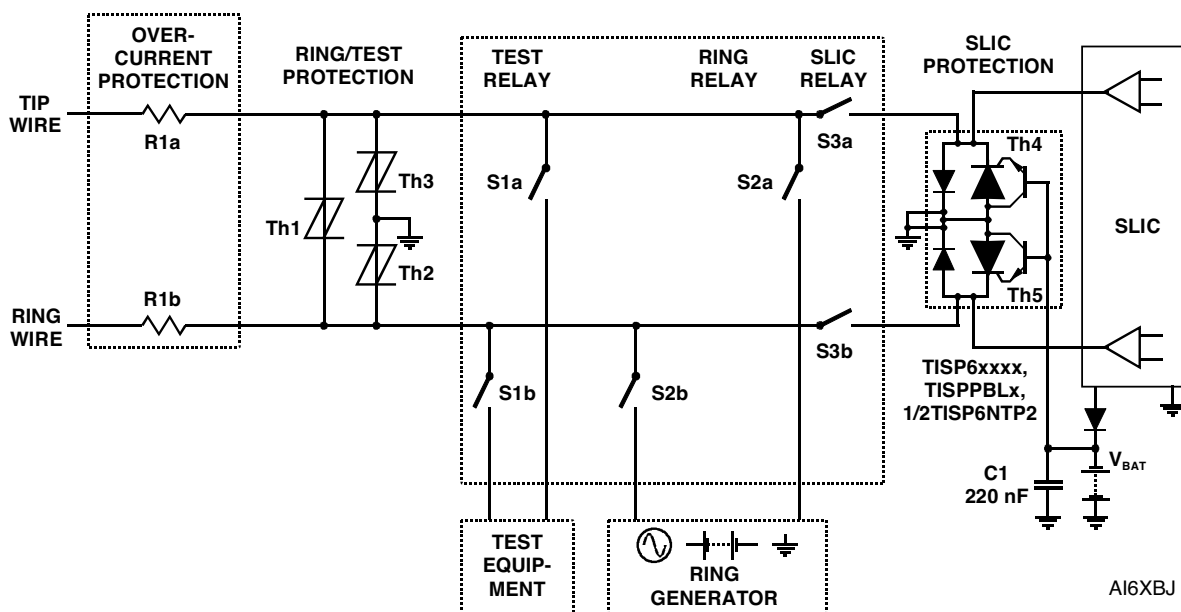 OVER-
CURRENT
PROTECTION
RING/TEST
PROTECTION
TEST
RELAY
RING
RELAY
SLIC
RELAY
SLIC
PROTECTION
TIP
WIRE
R1a
S3a
Th4
Th3
S1a
S2a
Th1
SLIC
Th2
R1b
Th5
RING
WIRE
S3b
S1b
S2b
TISP6xxxx,
TISPPBLx,
1/2TISP6NTP2
C1
220 nF
VBAT
TEST
EQUIP-
MENT
RING
GENERATOR
AI6XBJ